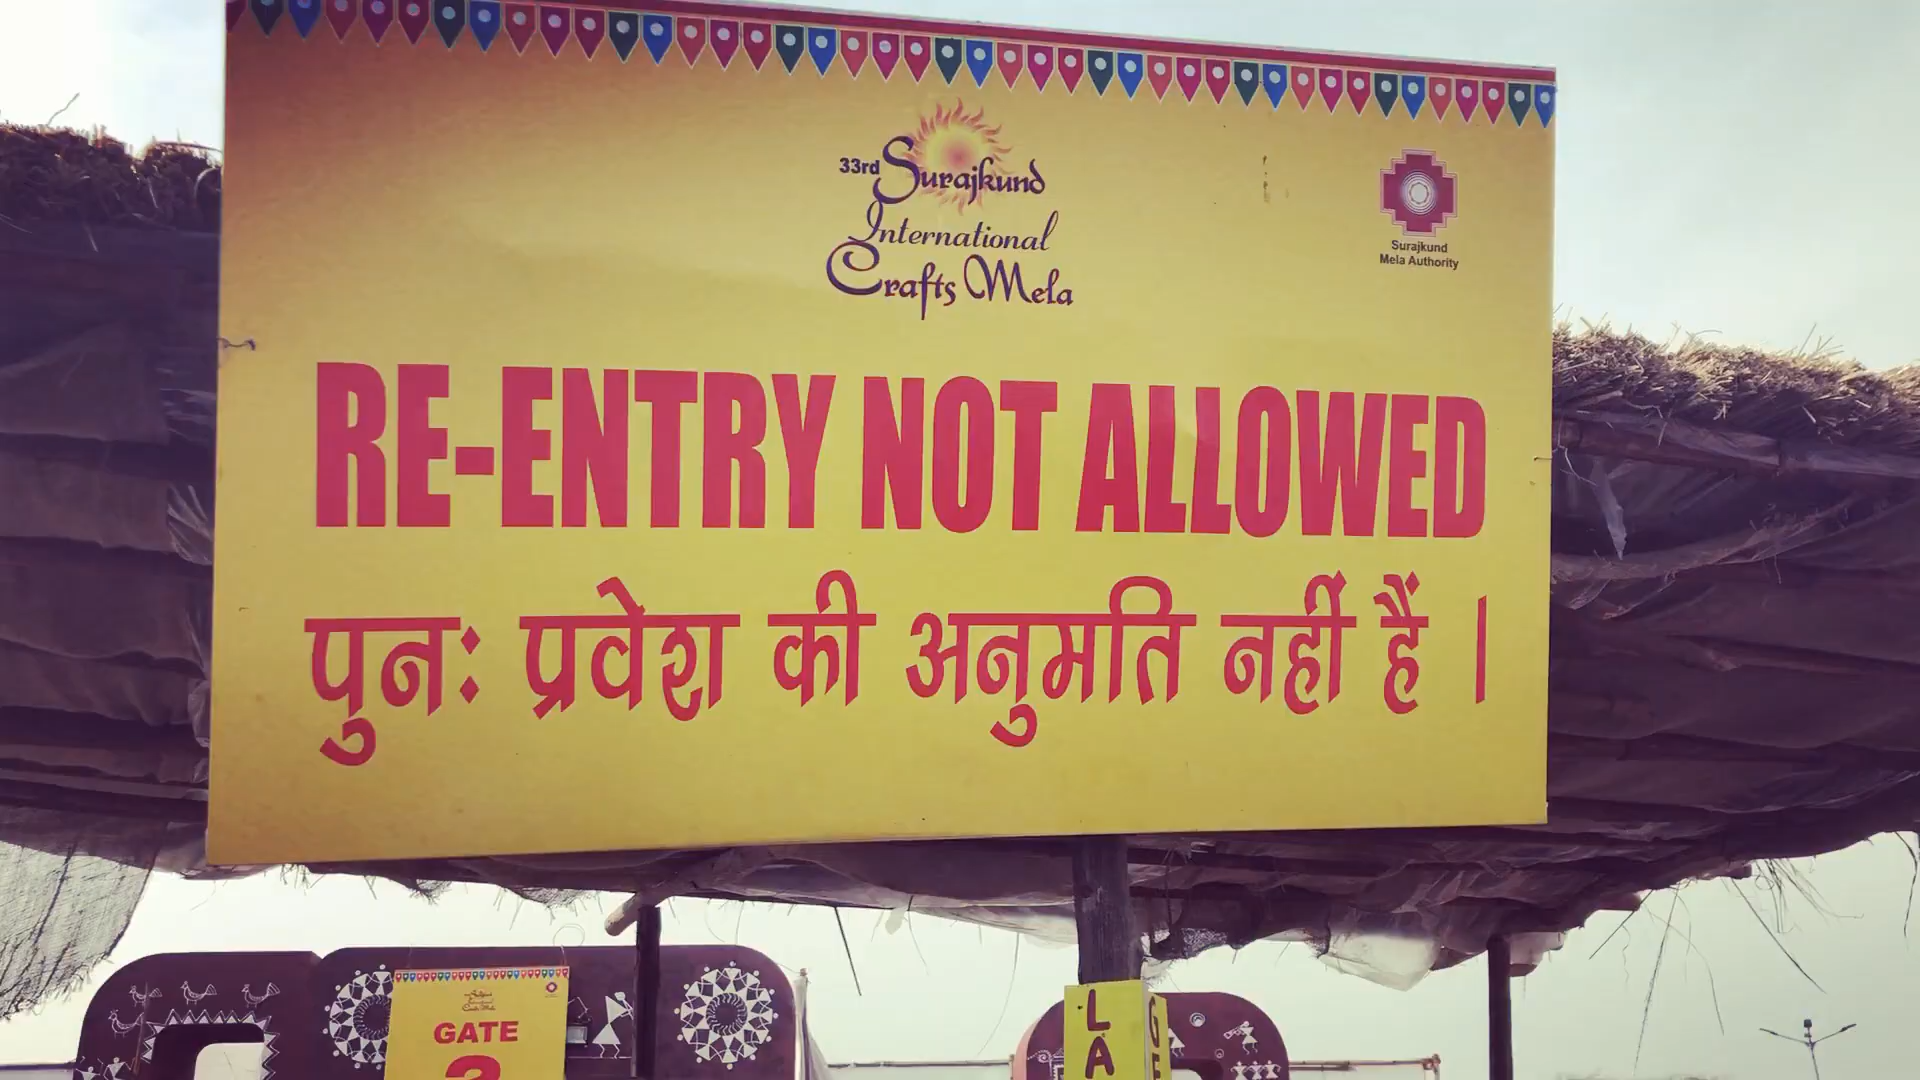 33rd Surajkund
International
Crafts Mela
Surajkund
Mela Authority
RE-ENTRY NOT ALLOWED
पुनः प्रवेश की अनुमति नहीं हैं ।
GATE
LA
GE